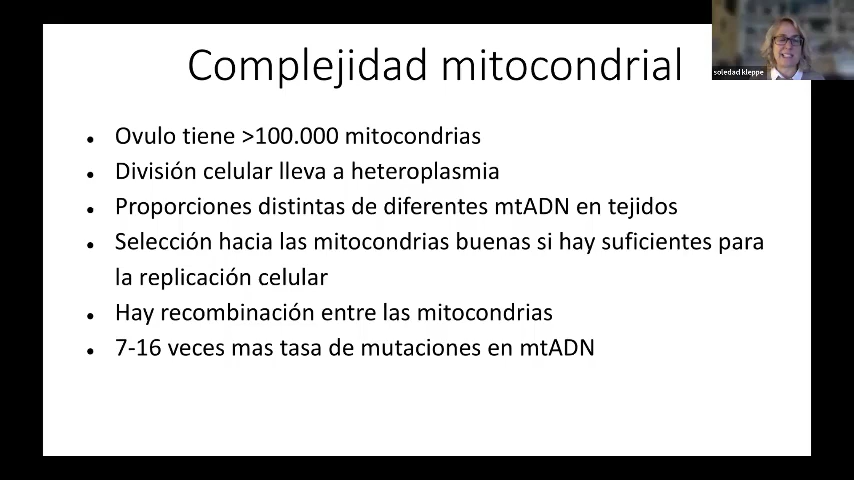 Complejidad mitocondrial
soledad kleppe
• Ovulo tiene >100.000 mitocondrias
• División celular lleva a heteroplasmia
• Proporciones distintas de diferentes mtADN en tejidos
• Selección hacia las mitocondrias buenas si hay suficientes para
la replicación celular
• Hay recombinación entre las mitocondrias
• 7-16 veces mas tasa de mutaciones en mtADN